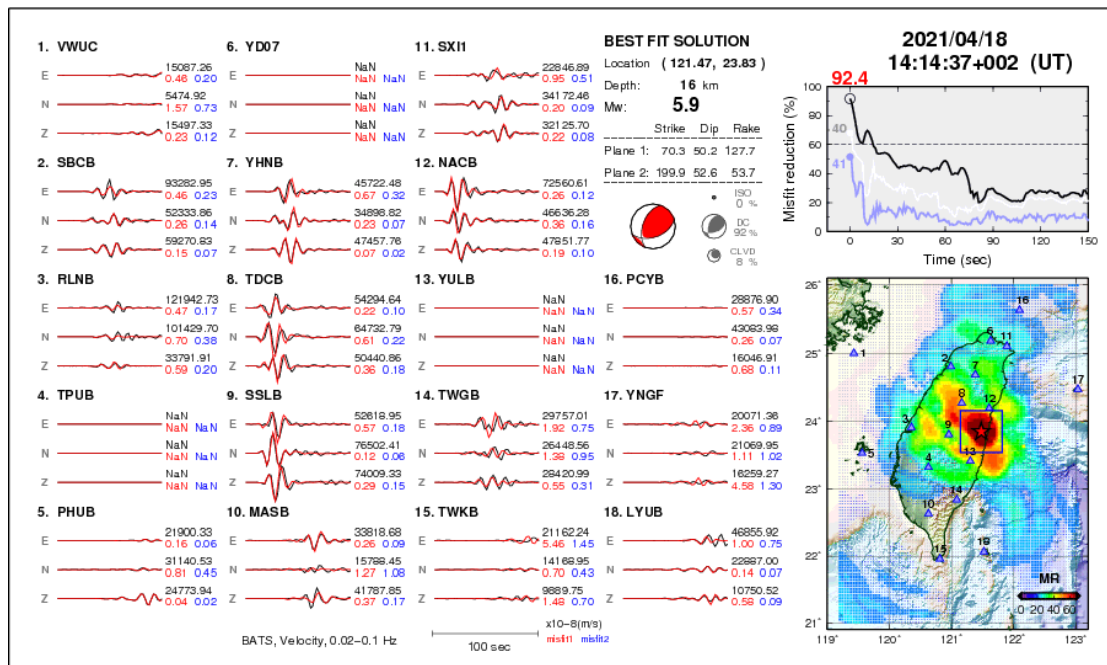 2021/04/18
14:14:37+002 (UT)
BEST FIT SOLUTION
Location ( 121.47, 23.83)
Depth: 16 km
Mw: 5.9
Strike Dip Rake
Plane 1: 70.3 50.2 127.7
Plane 2: 199.9 52.6 53.7
ISO
0 %
DC
92 %
CLVD
8 %
1. VWUC
E 15087.26
0.46 0.20
N 5474.92
1.57 0.73
Z 15497.33
0.23 0.12
2. SBCB
E 93282.95
0.46 0.23
N 52333.86
0.26 0.14
Z 59270.83
0.15 0.07
3. RLNB
E 121942.73
0.47 0.17
N 101429.70
0.70 0.38
Z 33791.91
0.59 0.20
4. TPUB
E NaN
NaN NaN
N NaN
NaN NaN
Z NaN
NaN NaN
5. PHUB
E 21900.33
0.16 0.06
N 31140.53
0.81 0.45
Z 24773.94
0.04 0.02
6. YD07
E NaN
NaN NaN
N NaN
NaN NaN
Z NaN
NaN NaN
7. YHNB
E 45722.48
0.67 0.32
N 34898.82
0.23 0.07
Z 47457.76
0.07 0.02
8. TDCB
E 54294.64
0.22 0.10
N 64732.79
0.61 0.22
Z 50440.86
0.36 0.18
9. SSLB
E 52618.95
0.57 0.18
N 76502.41
0.12 0.06
Z 74009.33
0.29 0.15
10. MASB
E 33818.68
0.26 0.09
N 15788.45
1.27 1.08
Z 41787.85
0.37 0.17
11. SXI1
E 22846.89
0.95 0.51
N 34172.46
0.20 0.09
Z 32125.70
0.22 0.08
12. NACB
E 72560.61
0.26 0.12
N 46636.28
0.36 0.16
Z 47851.77
0.19 0.10
13. YULB
E NaN
NaN NaN
N NaN
NaN NaN
Z NaN
NaN NaN
14. TWGB
E 29757.01
1.92 0.75
N 26448.56
1.38 0.95
Z 28420.99
0.55 0.31
15. TWKB
E 21162.24
5.46 1.45
N 14168.95
0.70 0.43
Z 9889.75
1.48 0.70
16. PCYB
E 28876.90
0.57 0.34
N 43083.98
0.26 0.07
Z 16046.91
0.68 0.11
17. YNGF
E 20071.36
2.36 0.89
N 21069.95
1.11 1.02
Z 16259.27
4.58 1.30
18. LYUB
E 46855.92
1.00 0.75
N 22887.00
0.14 0.07
Z 10750.52
0.58 0.09
BATS, Velocity, 0.02-0.1 Hz
100 sec
x10-8(m/s)
misfit1 misfit2
92.4
40
41
Misfit reduction (%)
100
80
60
40
20
0
0 30 60 90 120 150
Time (sec)
26°
25°
24°
23°
22°
21°
119° 120° 121° 122° 123°
1
2
3
4
5
6
7
8
9
10
11
12
13
14
15
16
17
MR
0 20 40 60